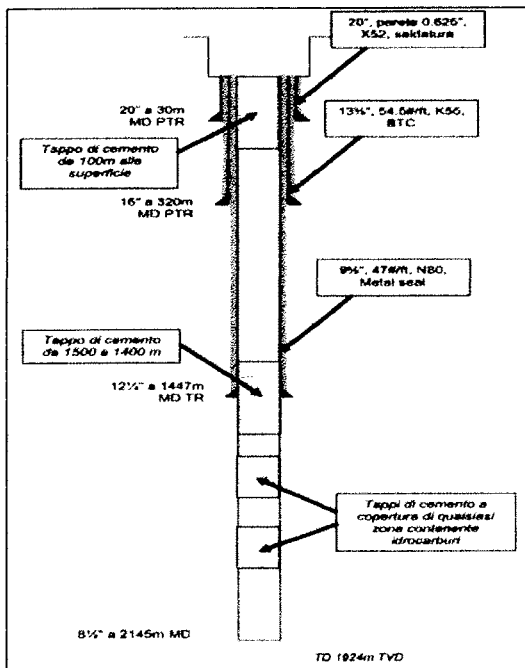 20", parete 0.625",
X52, saldatura
20" a 30m
MD PTR
13⅜", 54.5#/ft, K55,
BTC
Tappo di cemento
da 100m alle
superficie
16" a 320m
MD PTR
9⅝", 47#/ft, N80,
Metal seal
Tappo di cemento
da 1500 a 1400 m
12¼" a 1447m
MD TR
Tappi di cemento a
copertura di qualsiasi
zona contenente
idrocarburi
8½" a 2145m MD
TD 1924m TVD